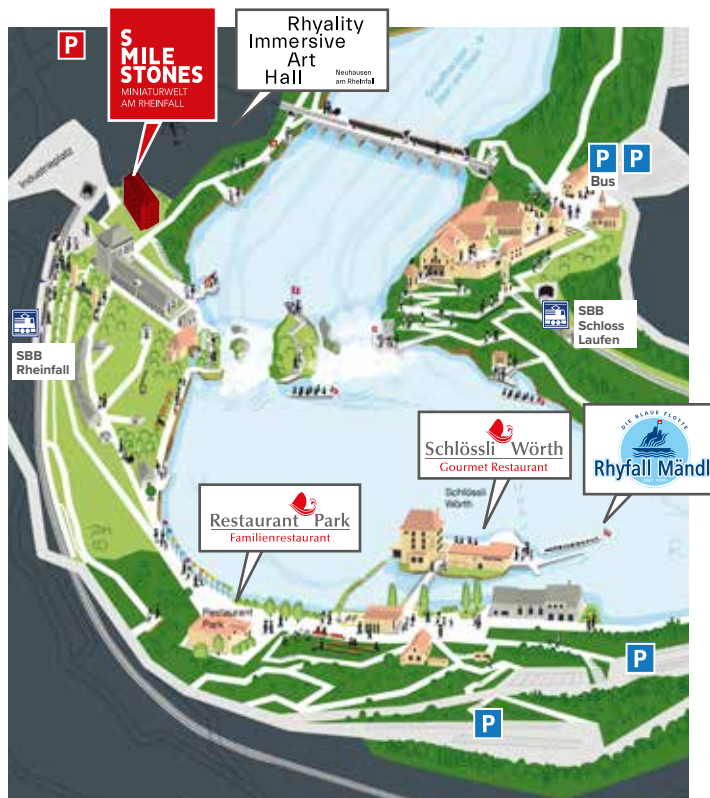 P
S
MILE
STONES
MINIATURWELT
AM RHEINFALL
Rhyality
Immersive
Art
Hall
Neuhausen
am Rheinfall
Industrieplatz
P P
Bus
SBB
Rheinfall
SBB
Schloss
Laufen
DIE BLAUE FLOTTE
Rhyfall Mändl
Schlössli Wörth
Gourmet Restaurant
Schlössli
Wörth
Restaurant Park
Familienrestaurant
Restaurant
Park
P
P